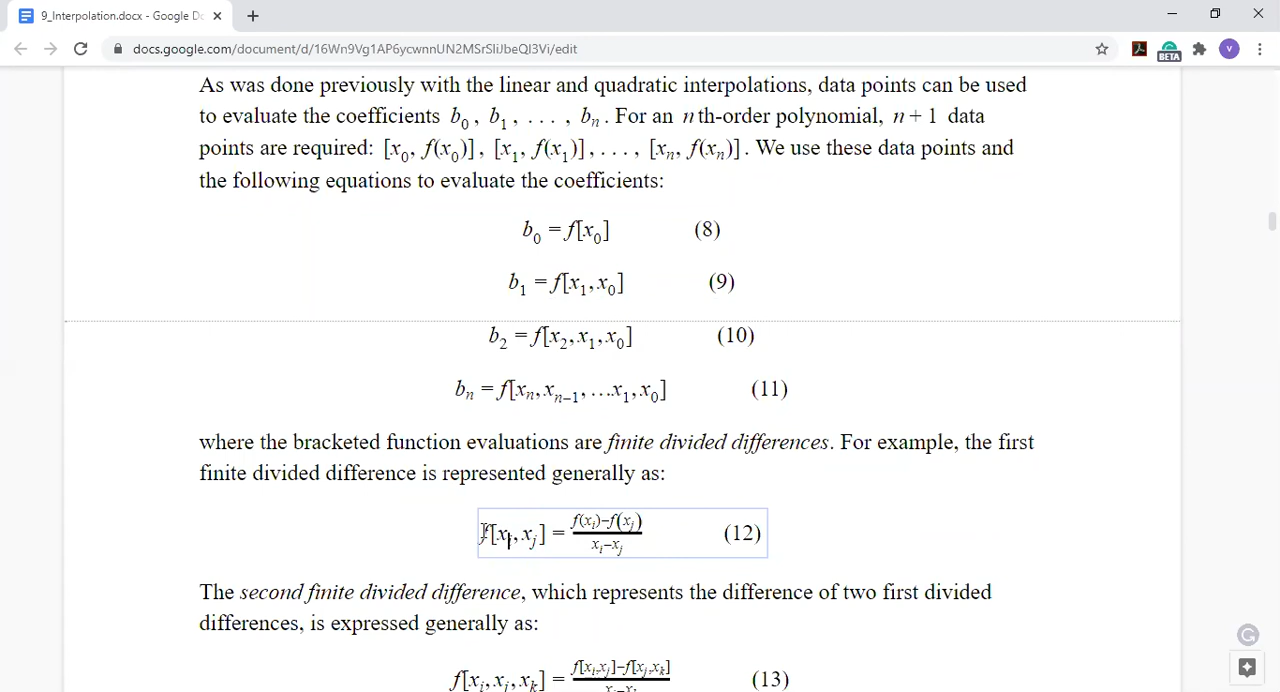 9_Interpolation.docx - Google Do
docs.google.com/document/d/16Wn9Vg1AP6ycwnnUN2MSrSIiJbeQI3Vi/edit
BETA
V
As was done previously with the linear and quadratic interpolations, data points can be used
to evaluate the coefficients b₀, b₁, . . . , bₙ. For an nth-order polynomial, n + 1 data
points are required: [x₀, f(x₀)], [x₁, f(x₁)], . . . , [xₙ, f(xₙ)]. We use these data points and
the following equations to evaluate the coefficients:
b₀ = f[x₀] (8)
b₁ = f[x₁, x₀] (9)
b₂ = f[x₂, x₁, x₀] (10)
bₙ = f[xₙ, xₙ₋₁, …x₁, x₀] (11)
where the bracketed function evaluations are finite divided differences. For example, the first
finite divided difference is represented generally as:
f[xᵢ, xⱼ] = (f(xᵢ)−f(xⱼ))/(xᵢ−xⱼ) (12)
The second finite divided difference, which represents the difference of two first divided
differences, is expressed generally as:
f[xᵢ, xⱼ, xₖ] = f[xᵢ,xⱼ]−f[xⱼ,xₖ] (13)